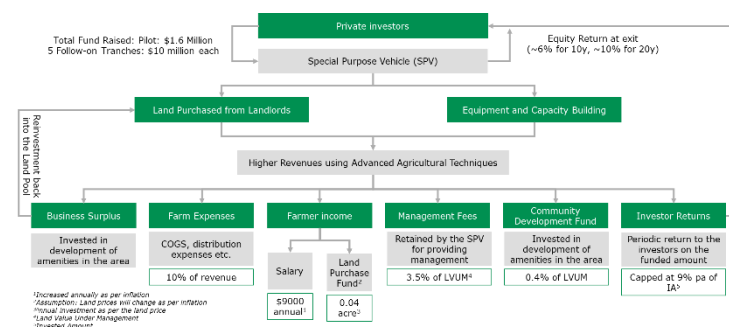 Private investors
Total Fund Raised: Pilot: $1.6 Million
5 Follow-on Tranches: $10 million each
Equity Return at exit
(~6% for 10y, ~10% for 20y)
Special Purpose Vehicle (SPV)
Land Purchased from Landlords
Equipment and Capacity Building
Reinvestment back
into the Land Pool
Higher Revenues using Advanced Agricultural Techniques
Business Surplus
Invested in
development of
amenities in the area
Farm Expenses
COGS, distribution
expenses etc.
10% of revenue
Farmer income
Salary
$9000
annual¹
Land
Purchase
Fund²
0.04
acre³
Management Fees
Retained by the SPV
for providing
management
3.5% of LVUM⁴
Community
Development Fund
Invested in
development of
amenities in the area
0.4% of LVUM
Investor Returns
Periodic return to the
investors on the
funded amount
Capped at 9% pa of
IA⁵
¹Increased annually as per inflation
²Assumption: Land prices will change as per inflation
³Annual investment as per the land price
⁴Land Value Under Management
⁵Invested Amount